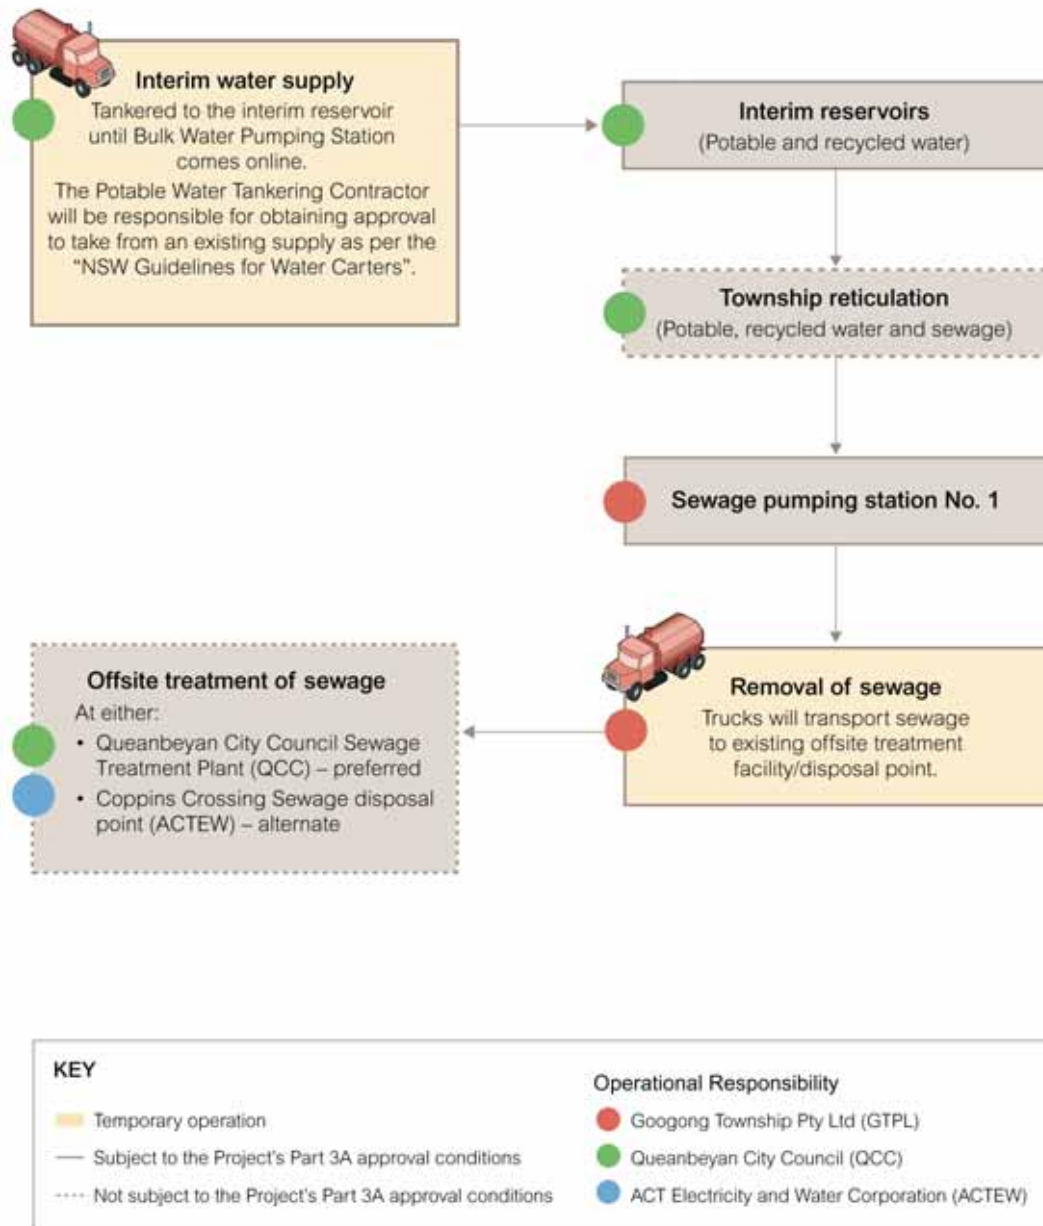 Interim water supply
Tankered to the interim reservoir
until Bulk Water Pumping Station
comes online.
The Potable Water Tankering Contractor
will be responsible for obtaining approval
to take from an existing supply as per the
“NSW Guidelines for Water Carters”.
Interim reservoirs
(Potable and recycled water)
Township reticulation
(Potable, recycled water and sewage)
Sewage pumping station No. 1
Removal of sewage
Trucks will transport sewage
to existing offsite treatment
facility/disposal point.
Offsite treatment of sewage
At either:
• Queanbeyan City Council Sewage
Treatment Plant (QCC) – preferred
• Coppins Crossing Sewage disposal
point (ACTEW) – alternate
KEY
Temporary operation
Subject to the Project's Part 3A approval conditions
Not subject to the Project's Part 3A approval conditions
Operational Responsibility
Googong Township Pty Ltd (GTPL)
Queanbeyan City Council (QCC)
ACT Electricity and Water Corporation (ACTEW)